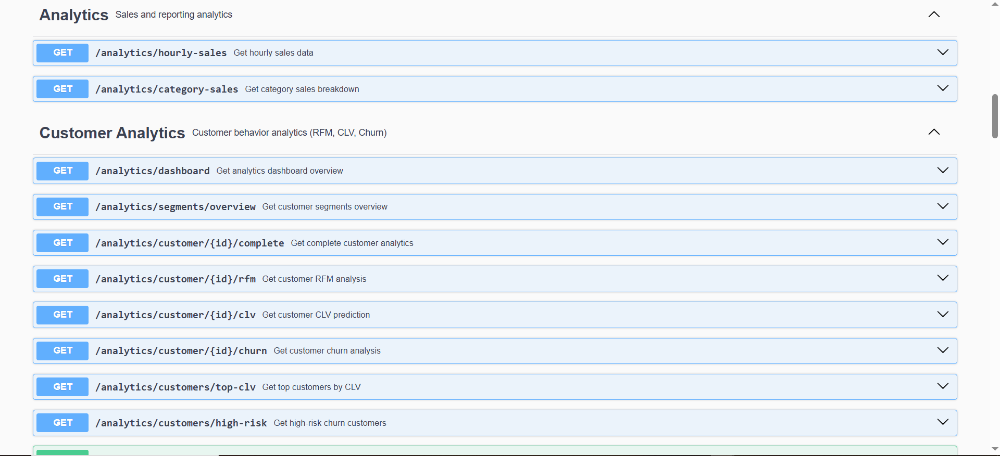 Analytics Sales and reporting analytics
GET /analytics/hourly-sales Get hourly sales data
GET /analytics/category-sales Get category sales breakdown
Customer Analytics Customer behavior analytics (RFM, CLV, Churn)
GET /analytics/dashboard Get analytics dashboard overview
GET /analytics/segments/overview Get customer segments overview
GET /analytics/customer/{id}/complete Get complete customer analytics
GET /analytics/customer/{id}/rfm Get customer RFM analysis
GET /analytics/customer/{id}/clv Get customer CLV prediction
GET /analytics/customer/{id}/churn Get customer churn analysis
GET /analytics/customers/top-clv Get top customers by CLV
GET /analytics/customers/high-risk Get high-risk churn customers